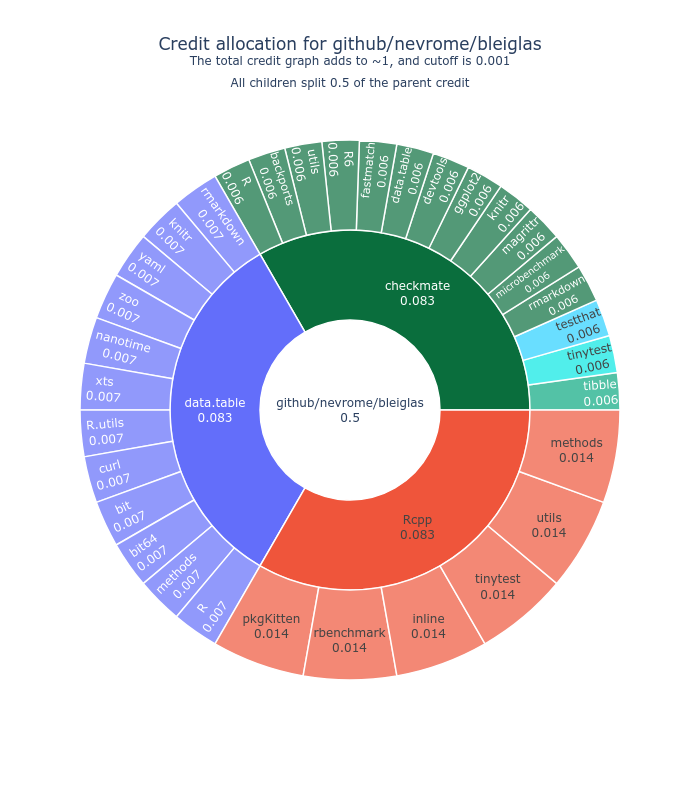 Credit allocation for github/nevrome/bleiglas
The total credit graph adds to ~1, and cutoff is 0.001
All children split 0.5 of the parent credit
github/nevrome/bleiglas
0.5
checkmate
0.083
data.table
0.083
Rcpp
0.083
R
0.006
backports
0.006
utils
0.006
R6
0.006
fastmatch
0.006
data.table
0.006
devtools
0.006
ggplot2
0.006
knitr
0.006
magrittr
0.006
microbenchmark
0.006
rmarkdown
0.006
testthat
0.006
tinytest
0.006
tibble
0.006
methods
0.014
utils
0.014
tinytest
0.014
inline
0.014
rbenchmark
0.014
pkgKitten
0.014
R
0.007
methods
0.007
bit64
0.007
bit
0.007
curl
0.007
R.utils
0.007
xts
0.007
nanotime
0.007
zoo
0.007
yaml
0.007
knitr
0.007
rmarkdown
0.007